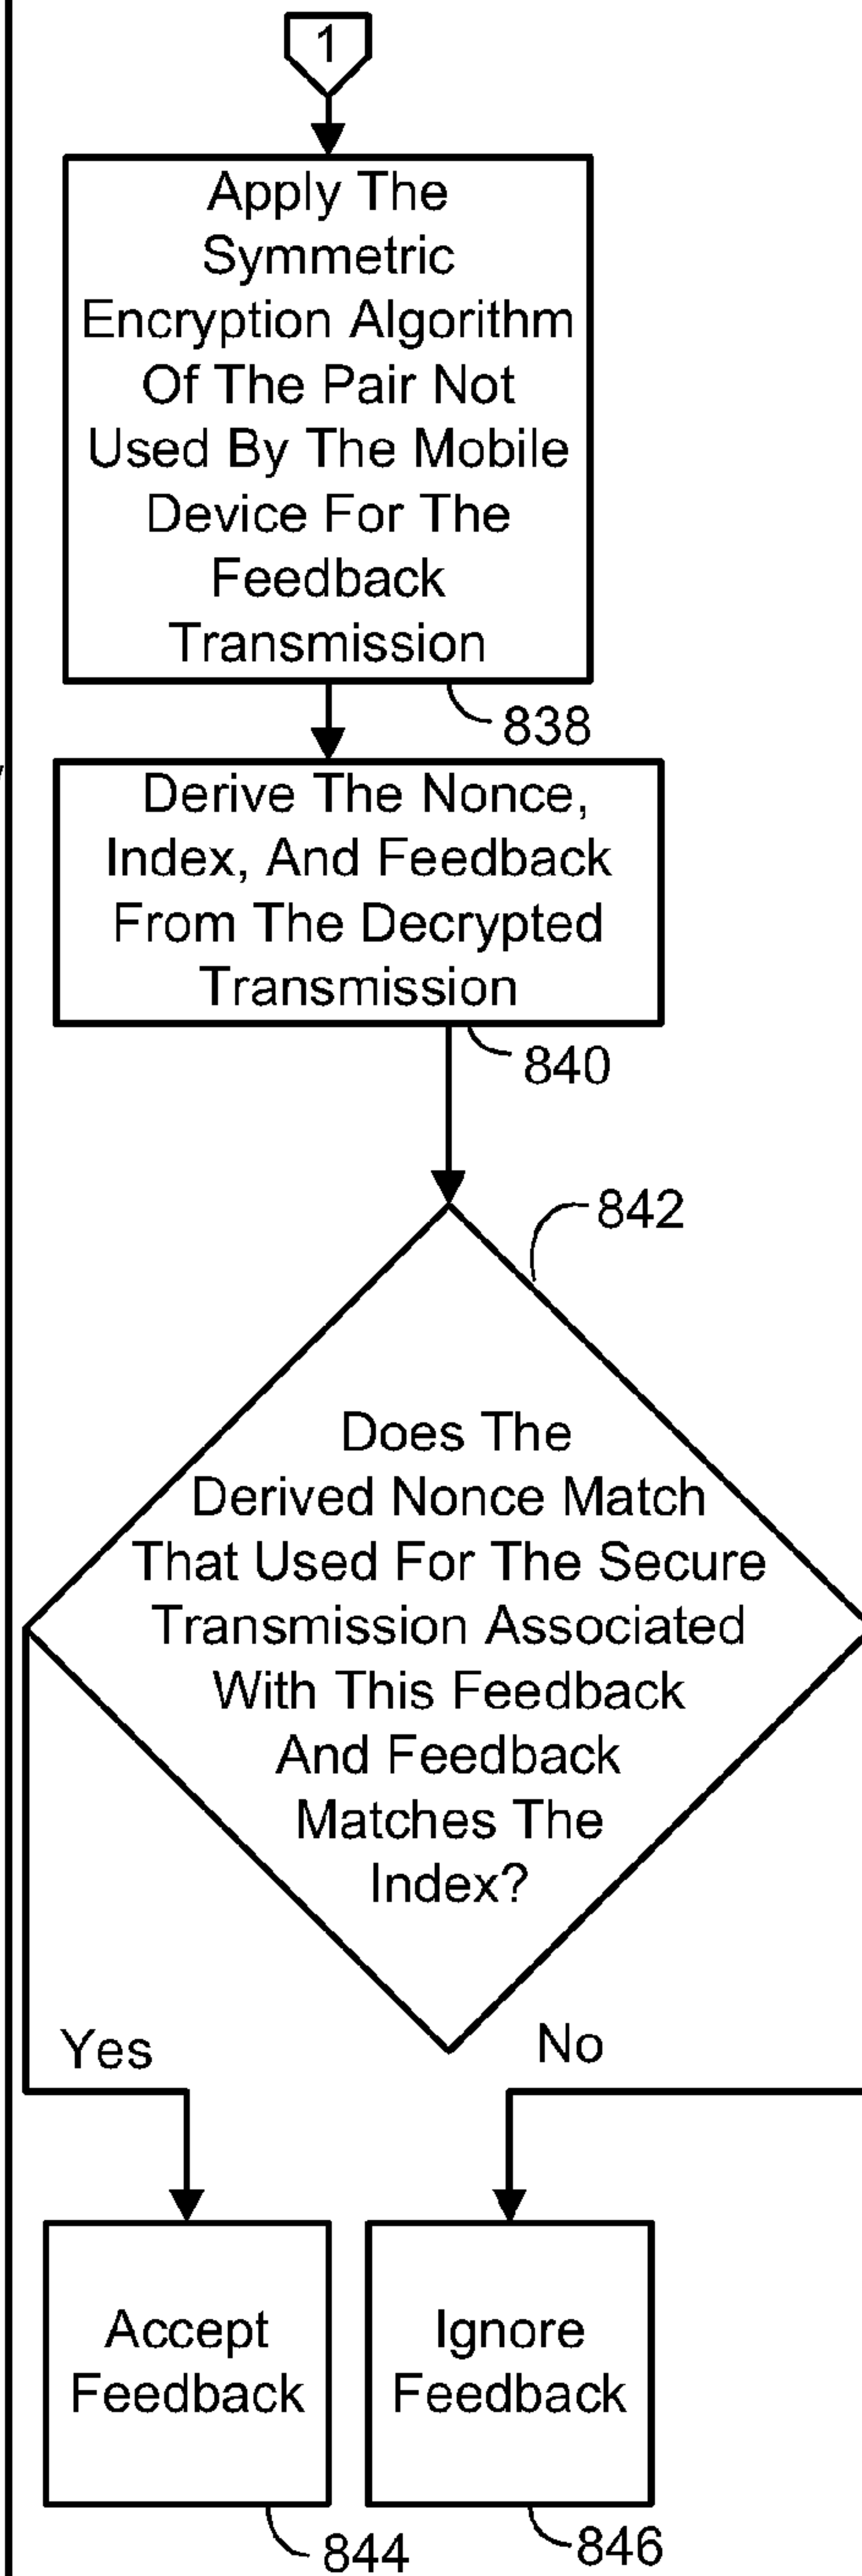 1
Apply The
Symmetric
Encryption Algorithm
Of The Pair Not
Used By The Mobile
Device For The
Feedback
Transmission
838
Derive The Nonce,
Index, And Feedback
From The Decrypted
Transmission
840
842
Does The
Derived Nonce Match
That Used For The Secure
Transmission Associated
With This Feedback
And Feedback
Matches The
Index?
Yes
No
Accept
Feedback
Ignore
Feedback
844
846